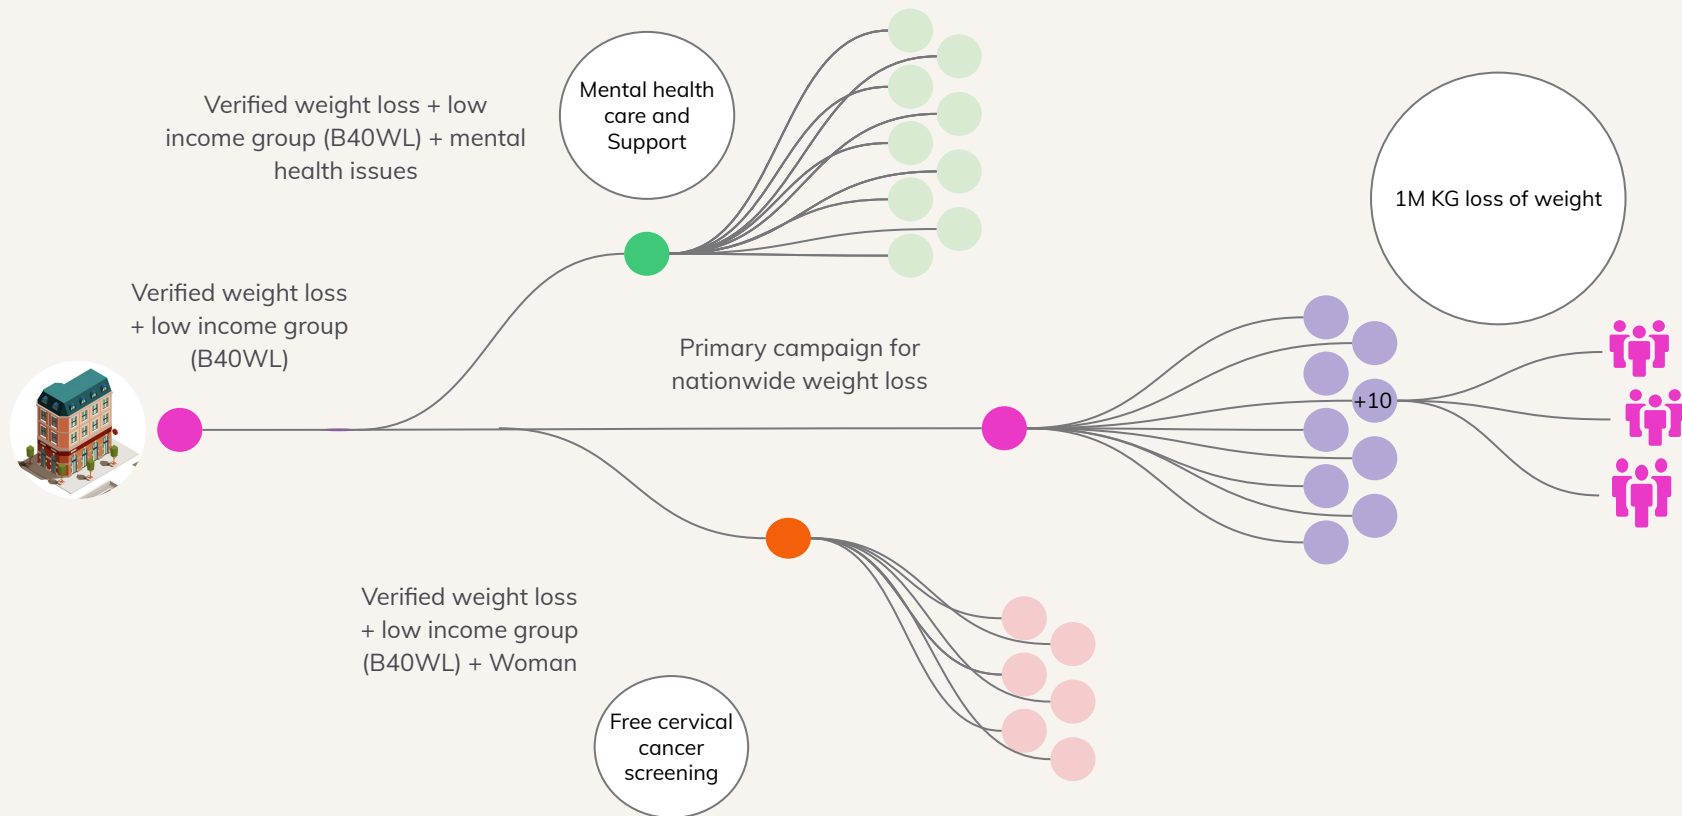 Verified weight loss + low
income group (B40WL) + mental
health issues
Mental health
care and
Support
1M KG loss of weight
Verified weight loss
+ low income group
(B40WL)
Primary campaign for
nationwide weight loss
+10
Verified weight loss
+ low income group
(B40WL) + Woman
Free cervical
cancer
screening